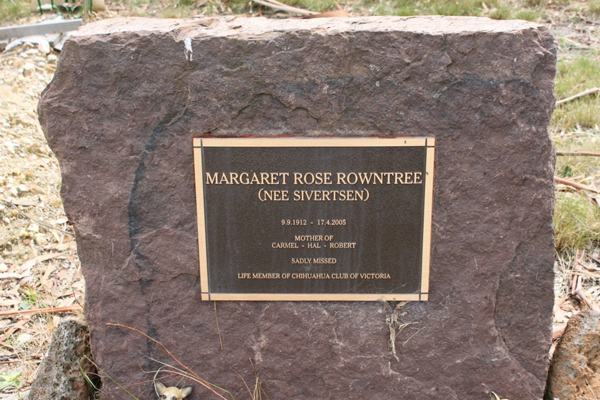 MARGARET ROSE ROWNTREE
(NEE SIVERTSEN)
9.9.1912 - 17.4.2005
MOTHER OF
CARMEL - HAL - ROBERT
SADLY MISSED
LIFE MEMBER OF CHIHUAHUA CLUB OF VICTORIA